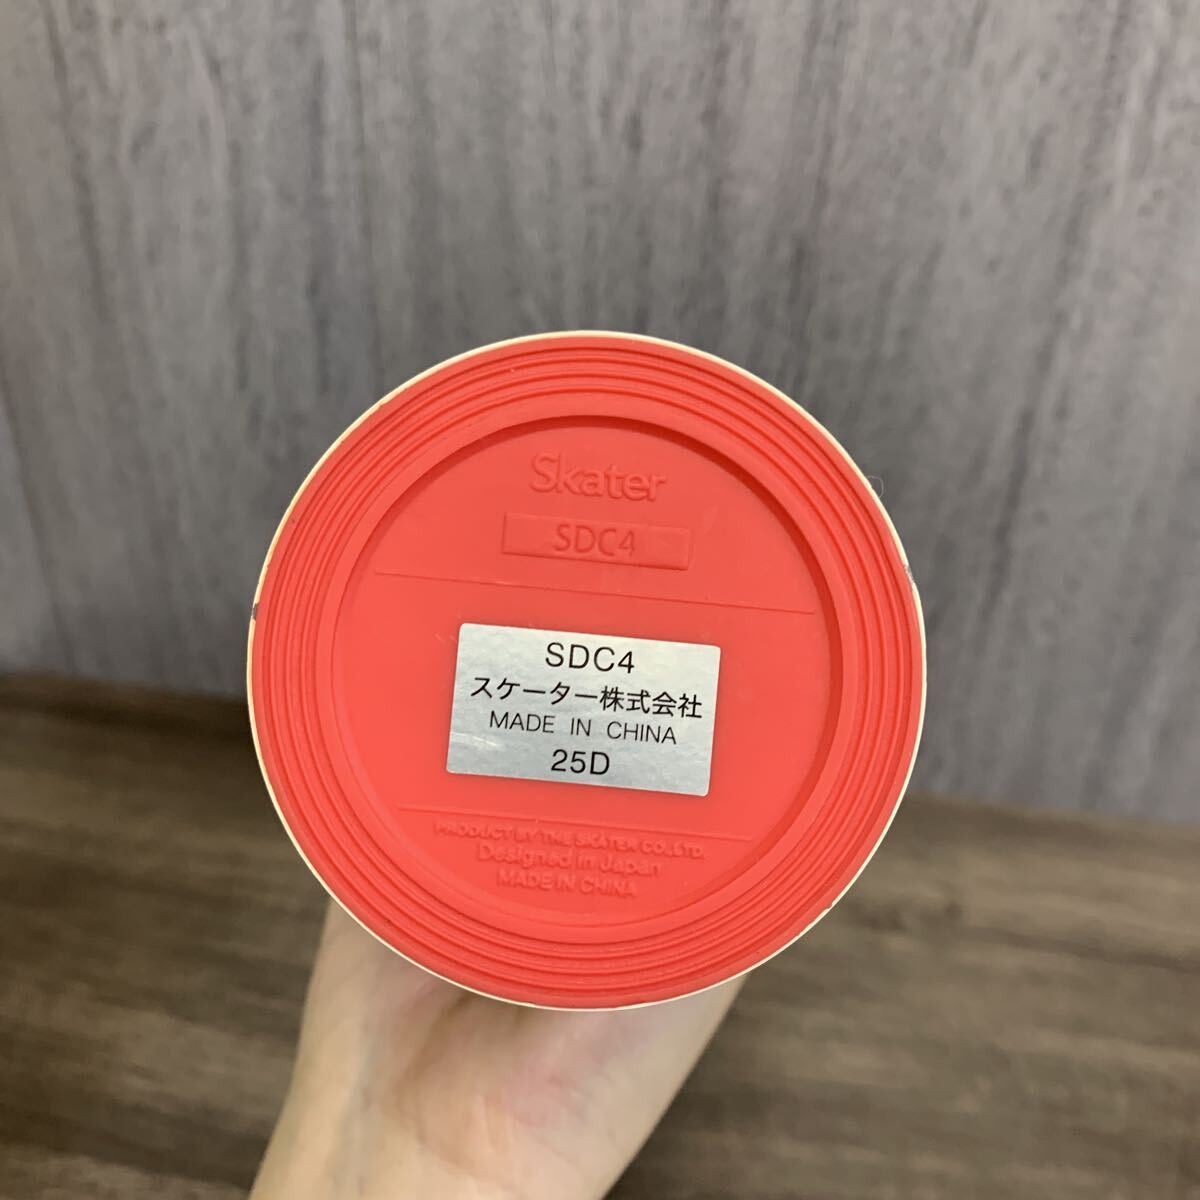 Skater
SDC4
SDC4
スケーター株式会社
MADE IN CHINA
25D
PRODUCT BY THE SKATER CO.,LTD.
Designed in Japan
MADE IN CHINA